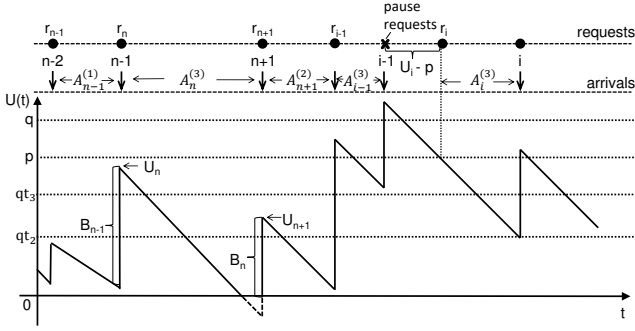 pause
requests
r_{n-1} r_n r_{n+1} r_{i-1} r_i requests
n-2 n-1 n+1 i-1 i
A_{n-1}^{(1)} A_n^{(3)} A_{n+1}^{(2)} A_{i-1}^{(3)} U_i - p A_i^{(3)}
arrivals
U(t)
q
p
U_n
qt_3
B_{n-1}
U_{n+1}
qt_2
B_n
0
t